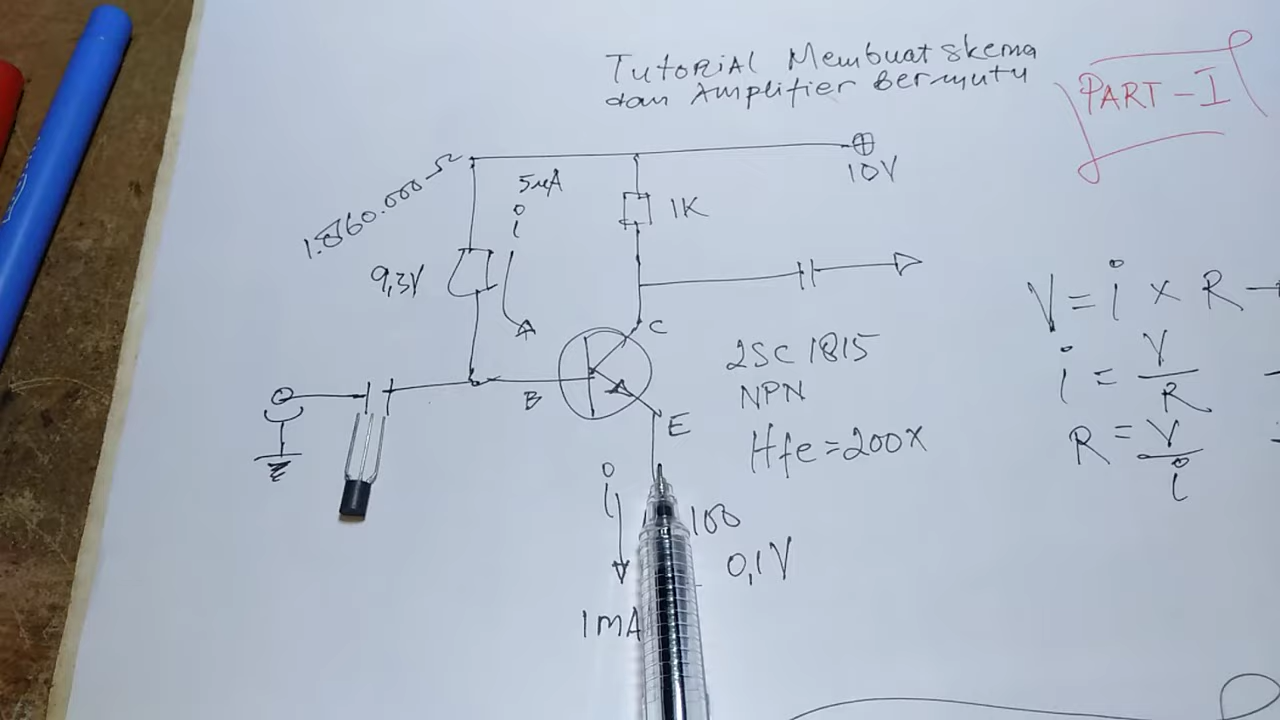 TUTORIAL Membuat skema
dan Amplifier Bermutu
PART-I
10V
5µA
1.860.000 Ω
i
1K
9,3V
C
B
2SC 1815
NPN
E
Hfe=200X
i
100
0,1V
1MA
V = i x R
i = V
R
R = V
i